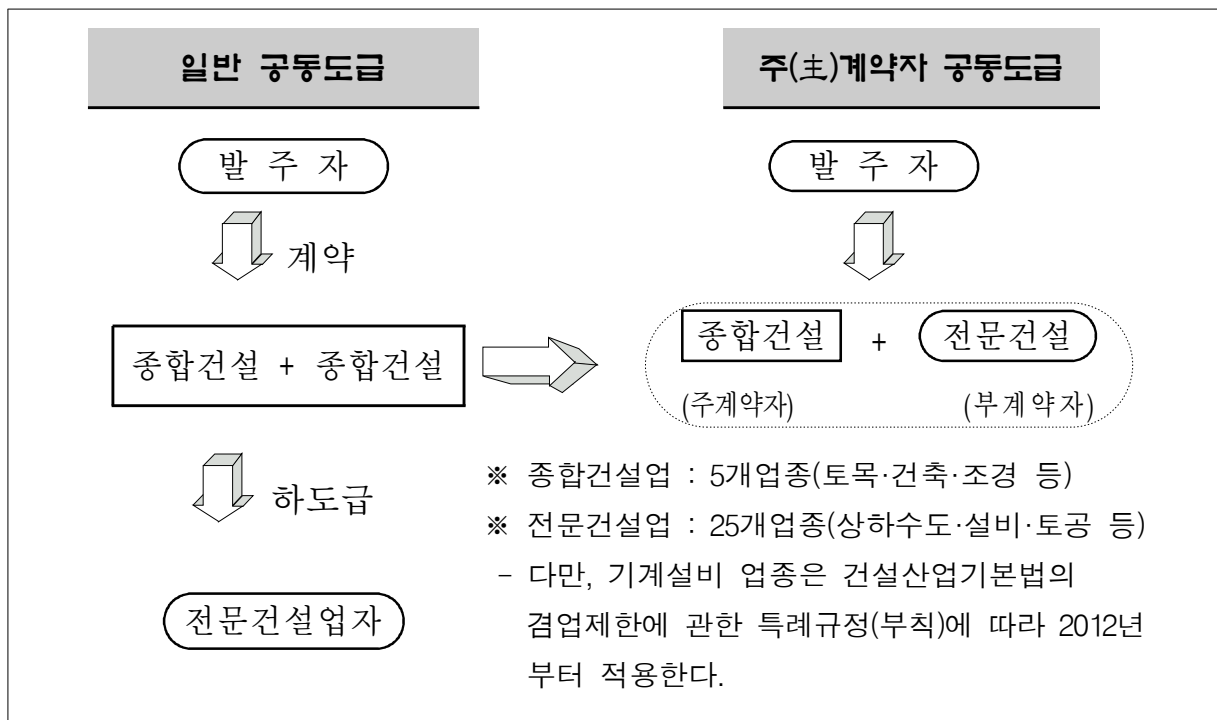 일반 공동도급
발 주 자
계약
종합건설 + 종합건설
하도급
전문건설업자
주(主)계약자 공동도급
발 주 자
종합건설 + 전문건설
(주계약자) (부계약자)
※ 종합건설업 : 5개업종(토목·건축·조경 등)
※ 전문건설업 : 25개업종(상하수도·설비·토공 등)
- 다만, 기계설비 업종은 건설산업기본법의
겸업제한에 관한 특례규정(부칙)에 따라 2012년
부터 적용한다.